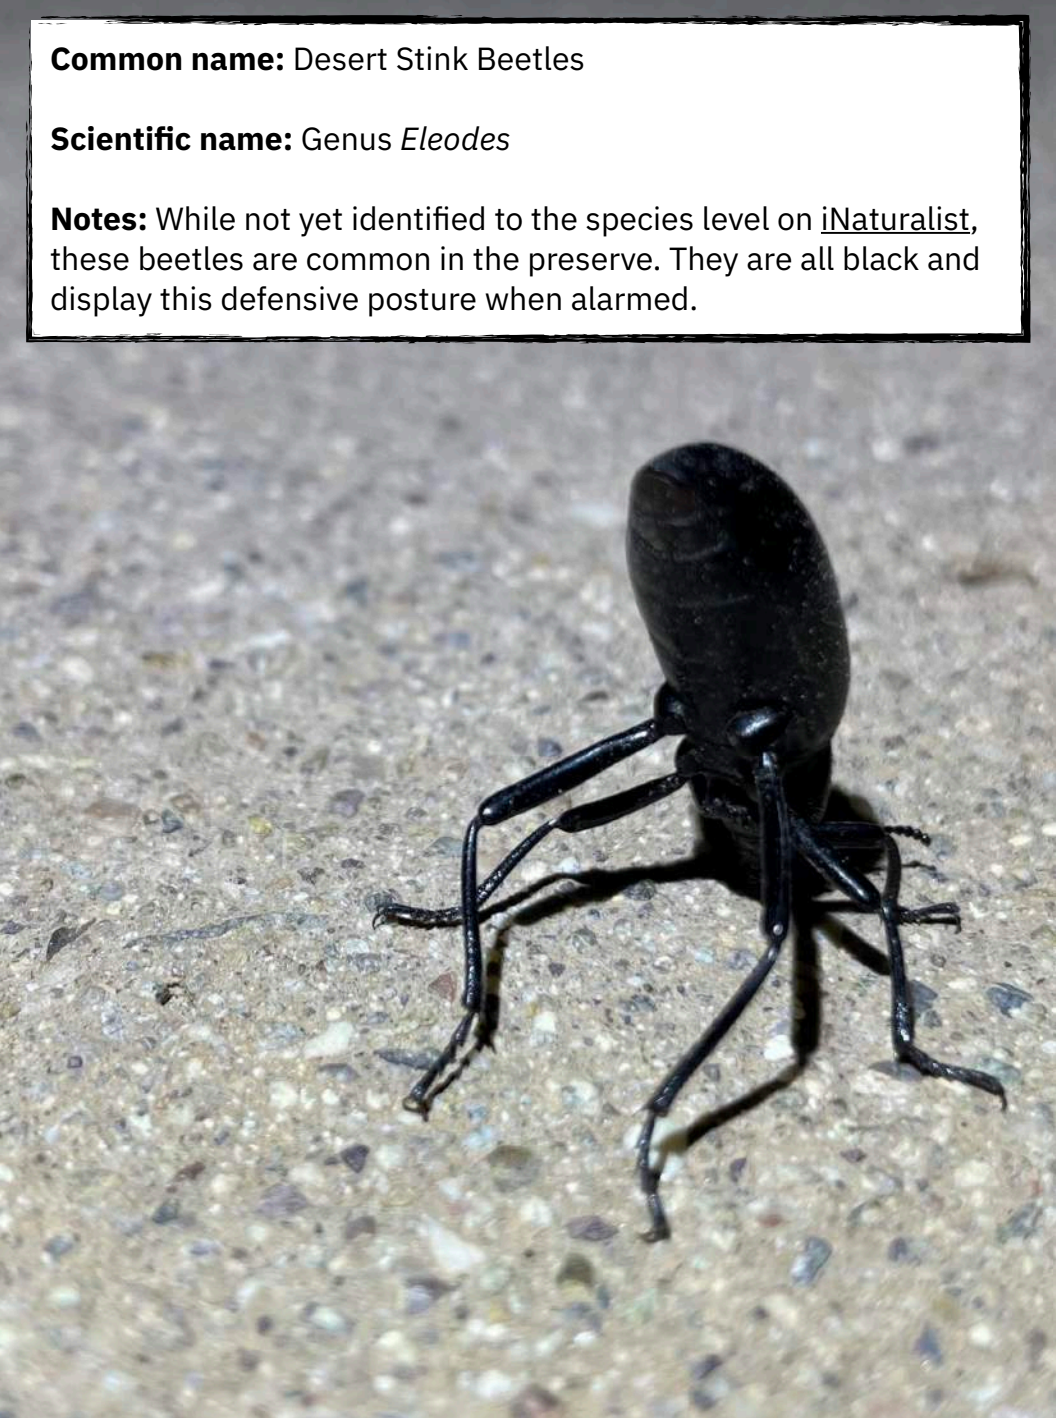 Common name: Desert Stink Beetles
Scientific name: Genus Eleodes
Notes: While not yet identified to the species level on iNaturalist,
these beetles are common in the preserve. They are all black and
display this defensive posture when alarmed.